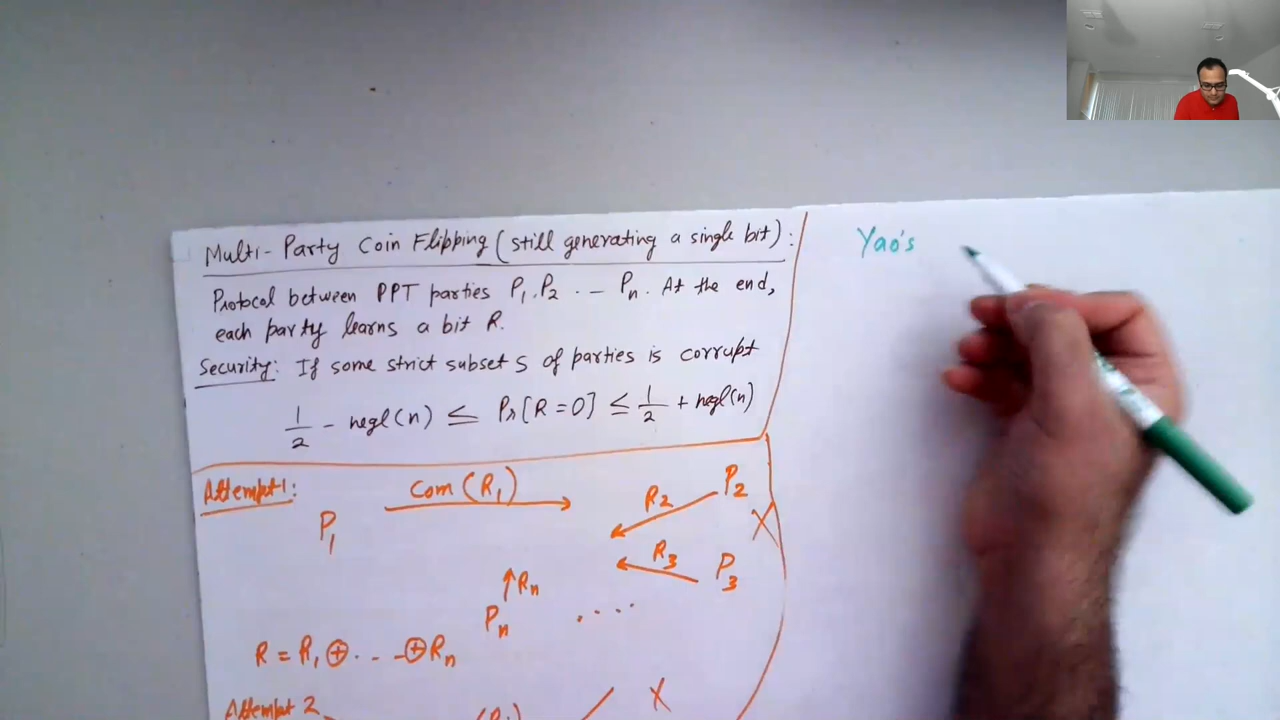 Multi-Party Coin Flipping (still generating a single bit):
Protocol between PPT parties P1, P2 ... Pn. At the end,
each party learns a bit R.
Security: If some strict subset S of parties is corrupt
1/2 - negl(n) ≤ Pr[R=0] ≤ 1/2 + negl(n)
Attempt 1:
Com(R1)
P1
R2
P2
X
R3
P3
Rn
Pn
....
R = R1 ⊕ ... ⊕ Rn
Attempt 2
X
Yao's